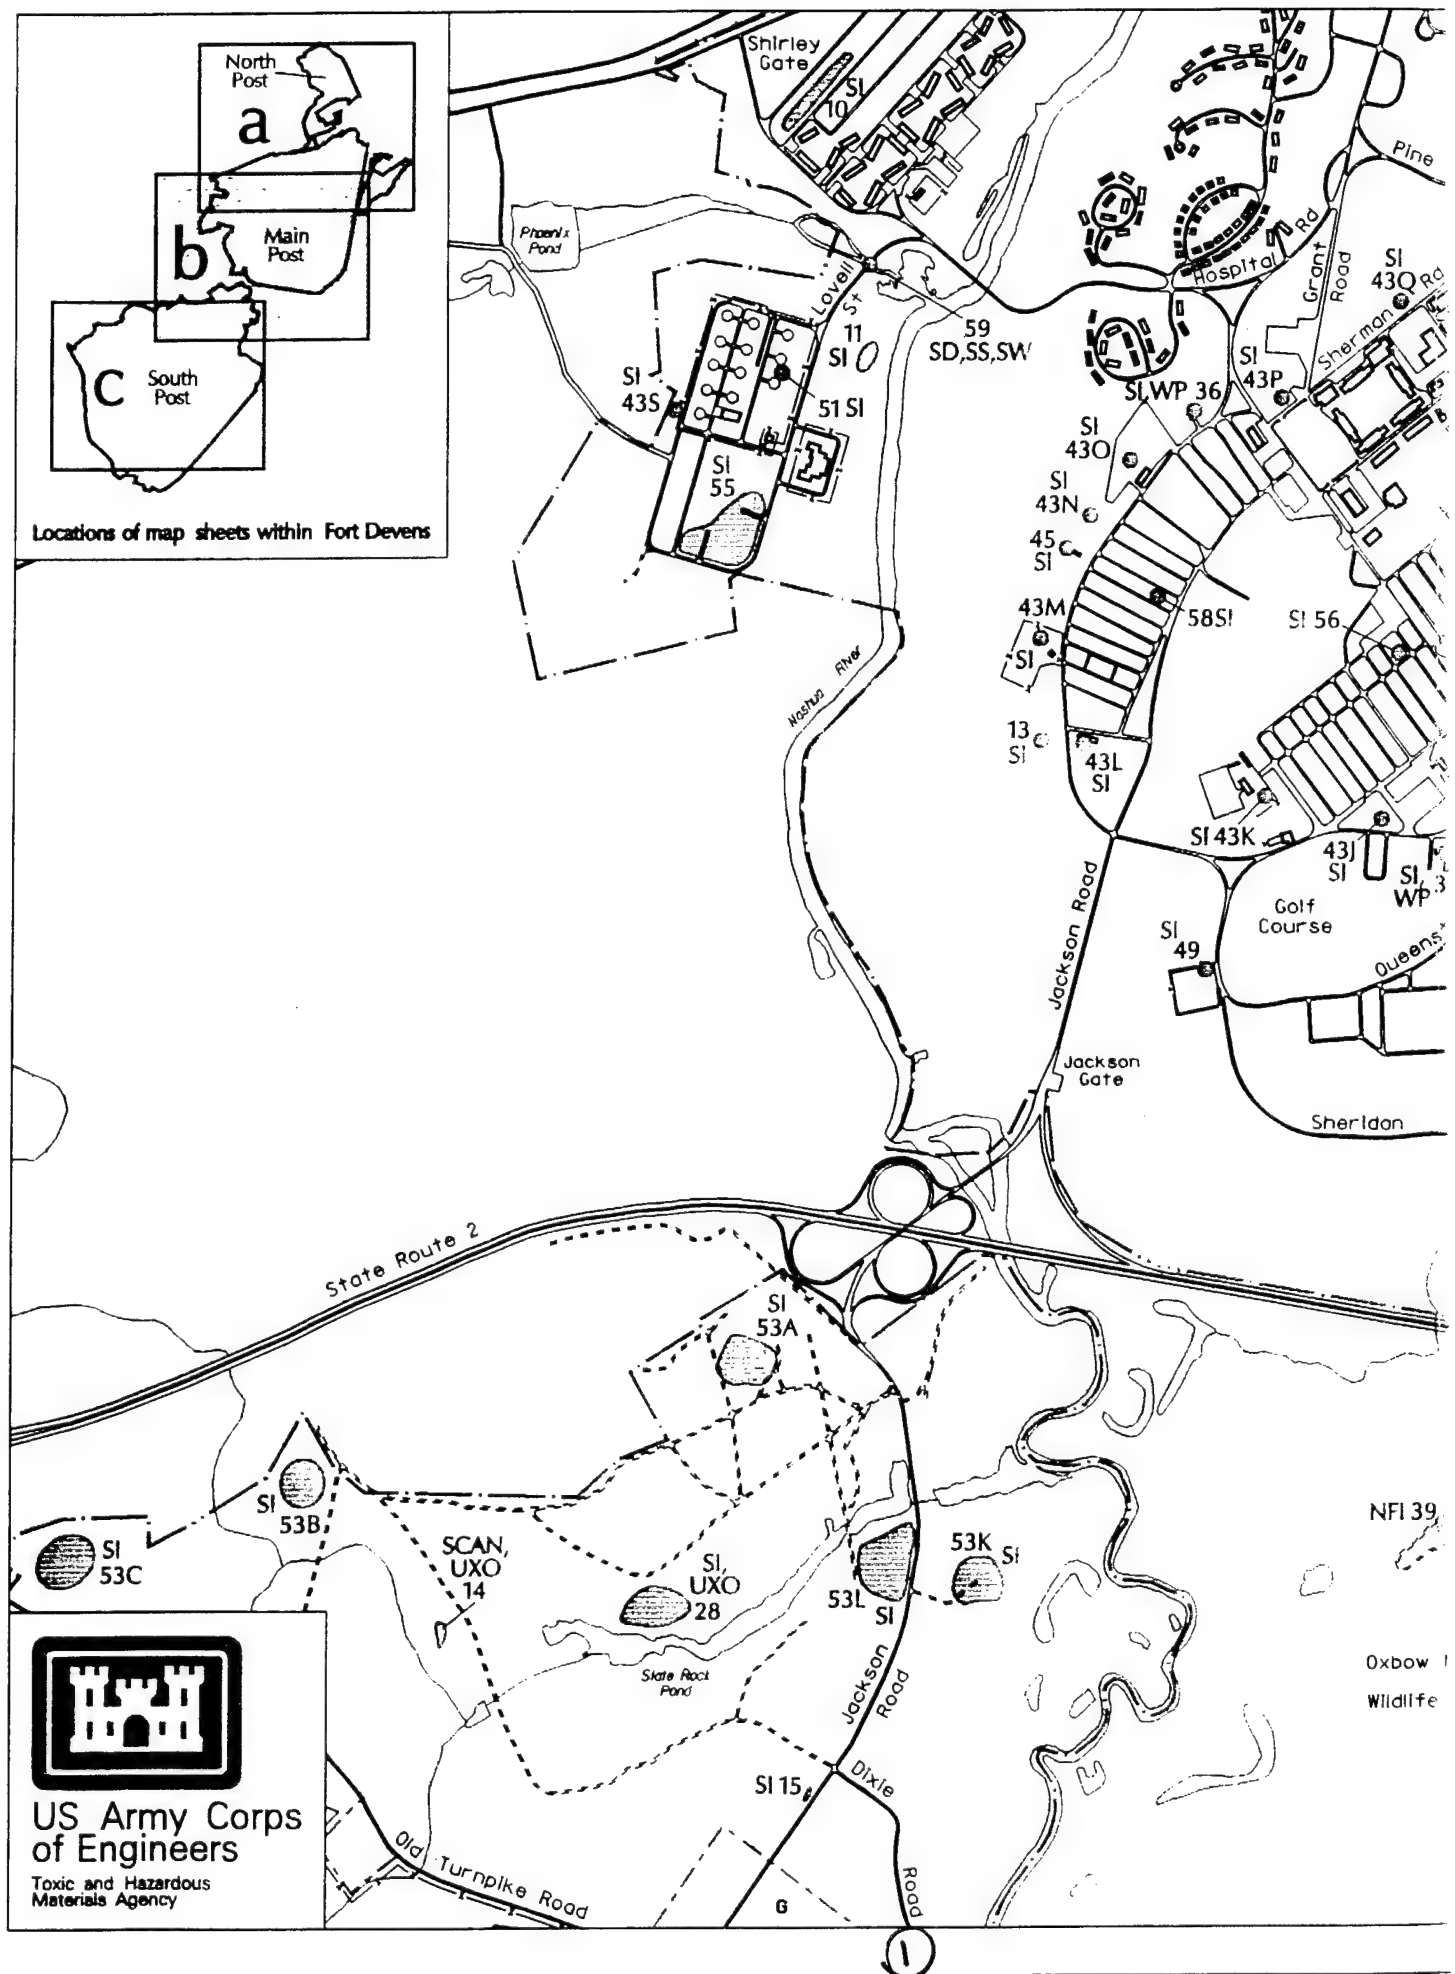 North
Post
a
b
Main
Post
C
South
Post
Locations of map sheets within Fort Devens
Shirley
Gate
SI
10
Pine
Phoenix
Pond
Lovell
St
Hospital
Rd
Grant
Road
SI
43Q
Rd
Sherman
11
SI
59
SD,SS,SW
SI
43P
SI
43S
51 SI
SI,WP 36
SI
43O
SI
55
SI
43N
45
SI
43M
SI
58SI
SI 56
Nashua River
13
SI
43L
SI
SI 43K
43J
SI
SI,
WP
3
Jackson Road
Golf
Course
SI
49
Queenst
Jackson
Gate
Sheridan
State Route 2
SI
53A
SI
53B
SI
53C
SCAN,
UXO
14
SI,
UXO
28
53L
SI
53K
SI
NFI 39
Slate Rock
Pond
Jackson
Road
Oxbow
Wildlife
SI 15
Dixie
Road
Old Turnpike Road
G
1
US Army Corps
of Engineers
Toxic and Hazardous
Materials Agency